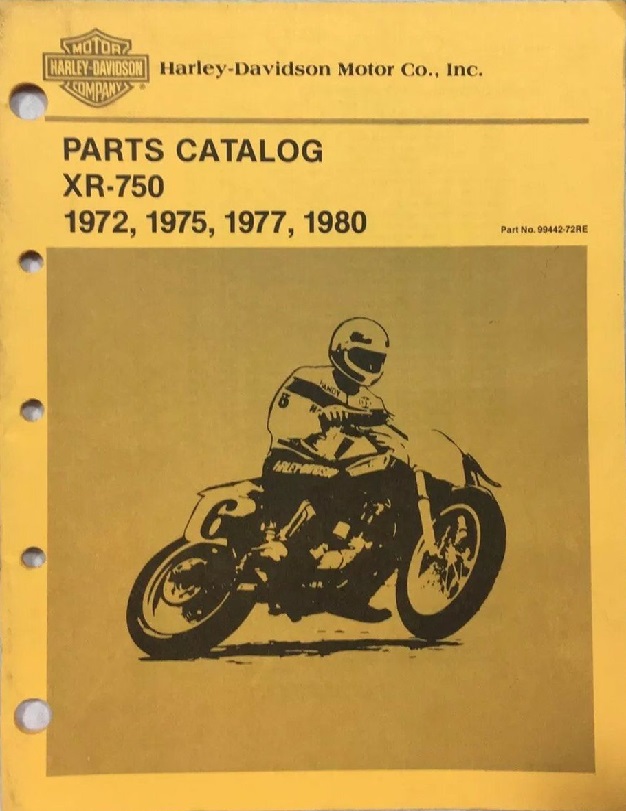 MOTOR
HARLEY-DAVIDSON
COMPANY
Harley-Davidson Motor Co., Inc.
PARTS CATALOG
XR-750
1972, 1975, 1977, 1980
Part No. 99442-72RE
HARLEY-DAVIDSON
6